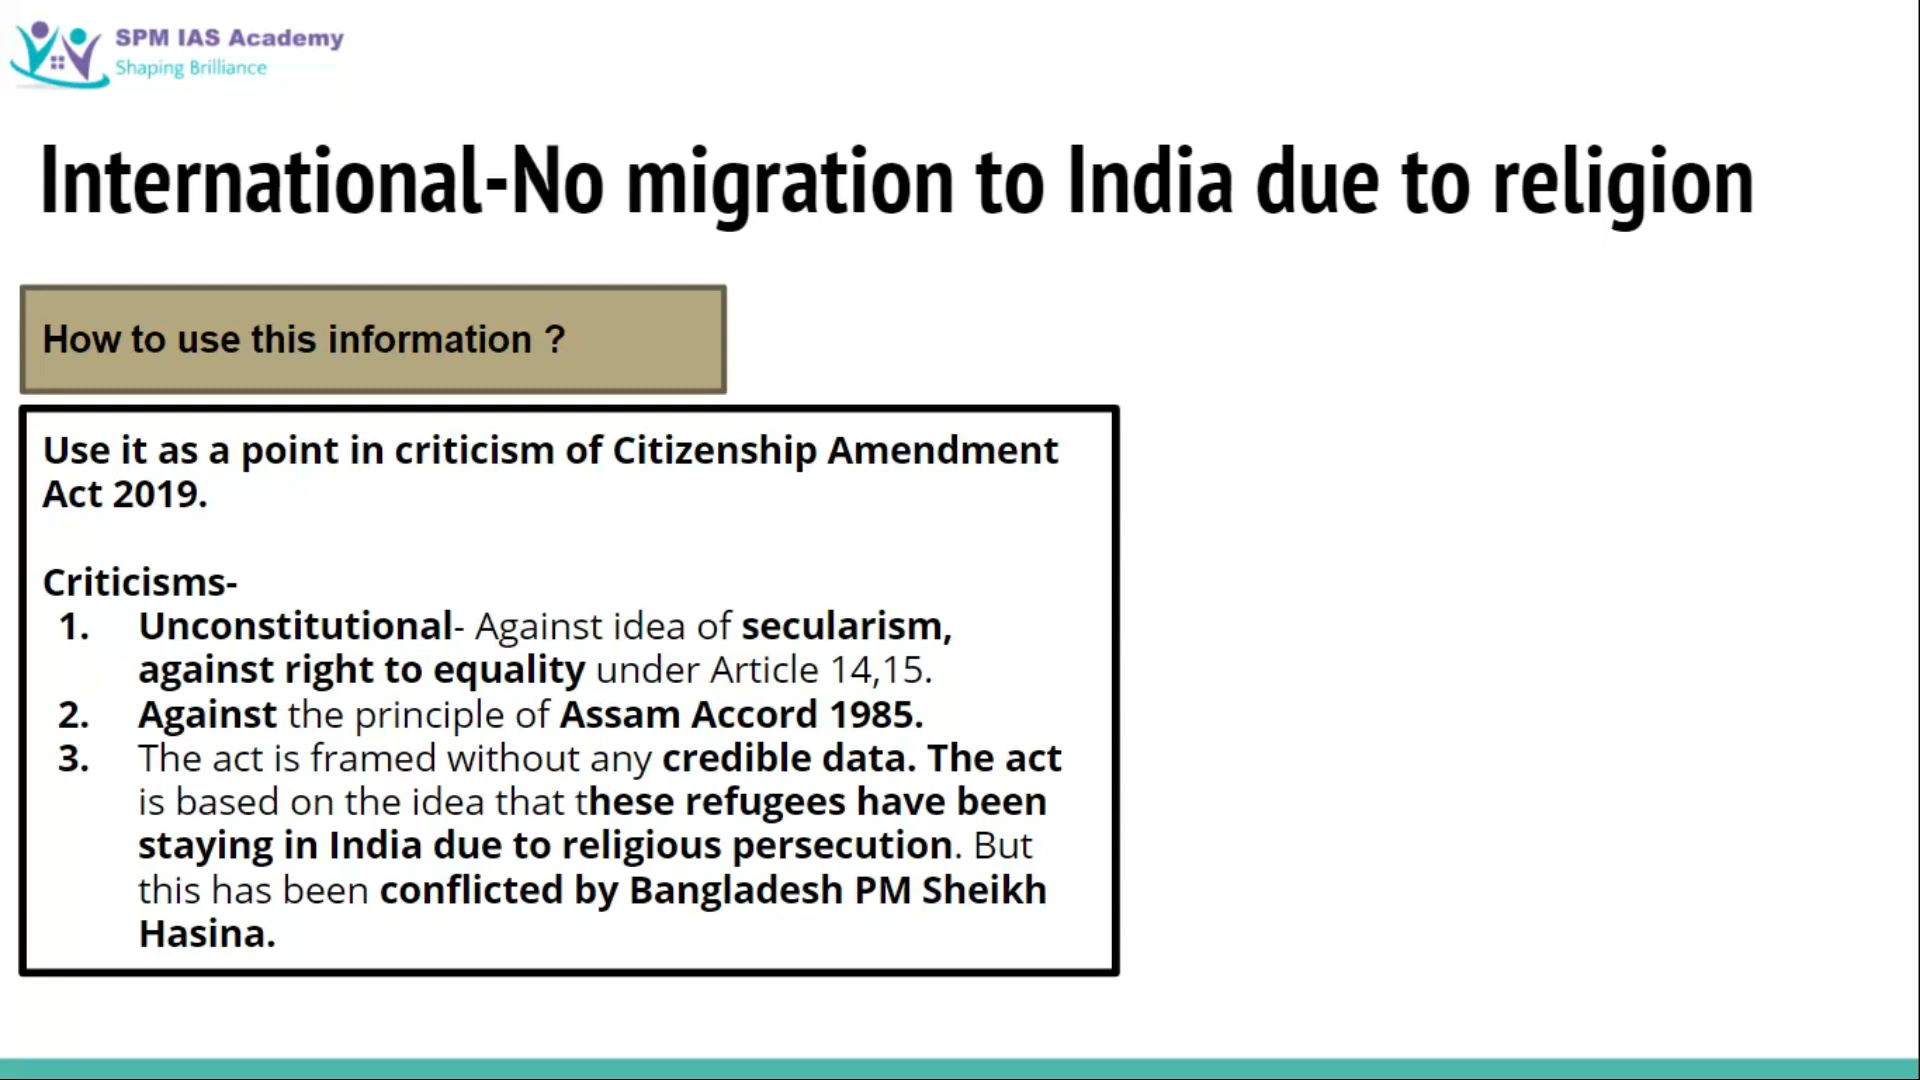 SPM IAS Academy
Shaping Brilliance
International-No migration to India due to religion
How to use this information ?
Use it as a point in criticism of Citizenship Amendment
Act 2019.
Criticisms-
1. Unconstitutional- Against idea of secularism,
against right to equality under Article 14,15.
2. Against the principle of Assam Accord 1985.
3. The act is framed without any credible data. The act
is based on the idea that these refugees have been
staying in India due to religious persecution. But
this has been conflicted by Bangladesh PM Sheikh
Hasina.